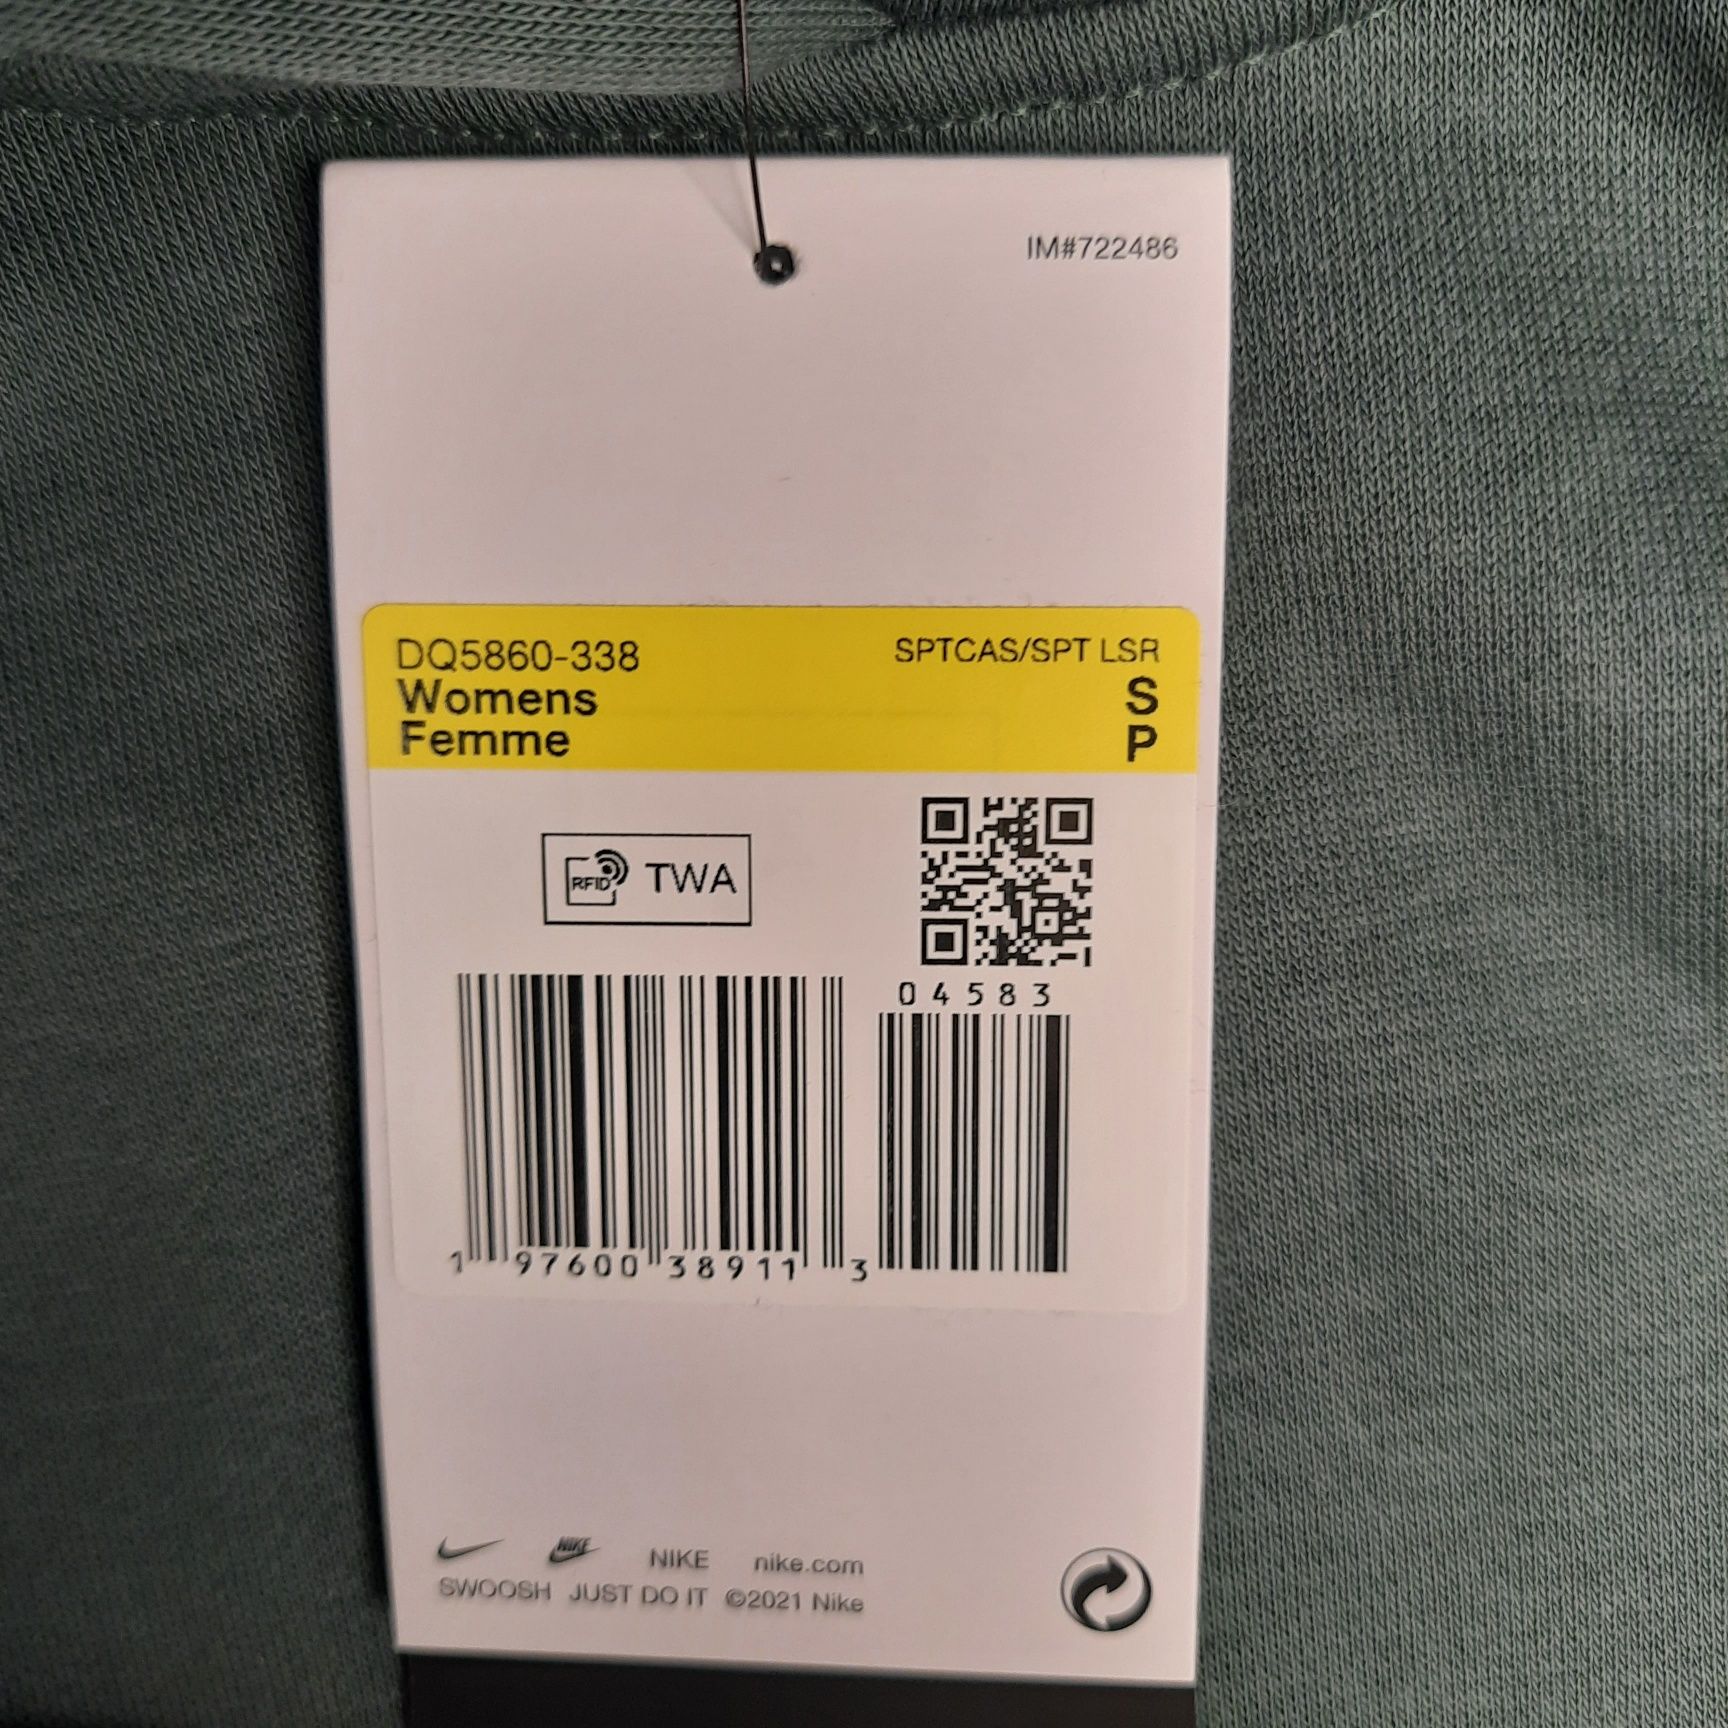 IM#722486
DQ5860-338 SPTCAS/SPT LSR
Womens S
Femme P
RFID TWA
04583
1 97600 38911 3
NIKE NIKE nike.com
SWOOSH JUST DO IT ©2021 Nike